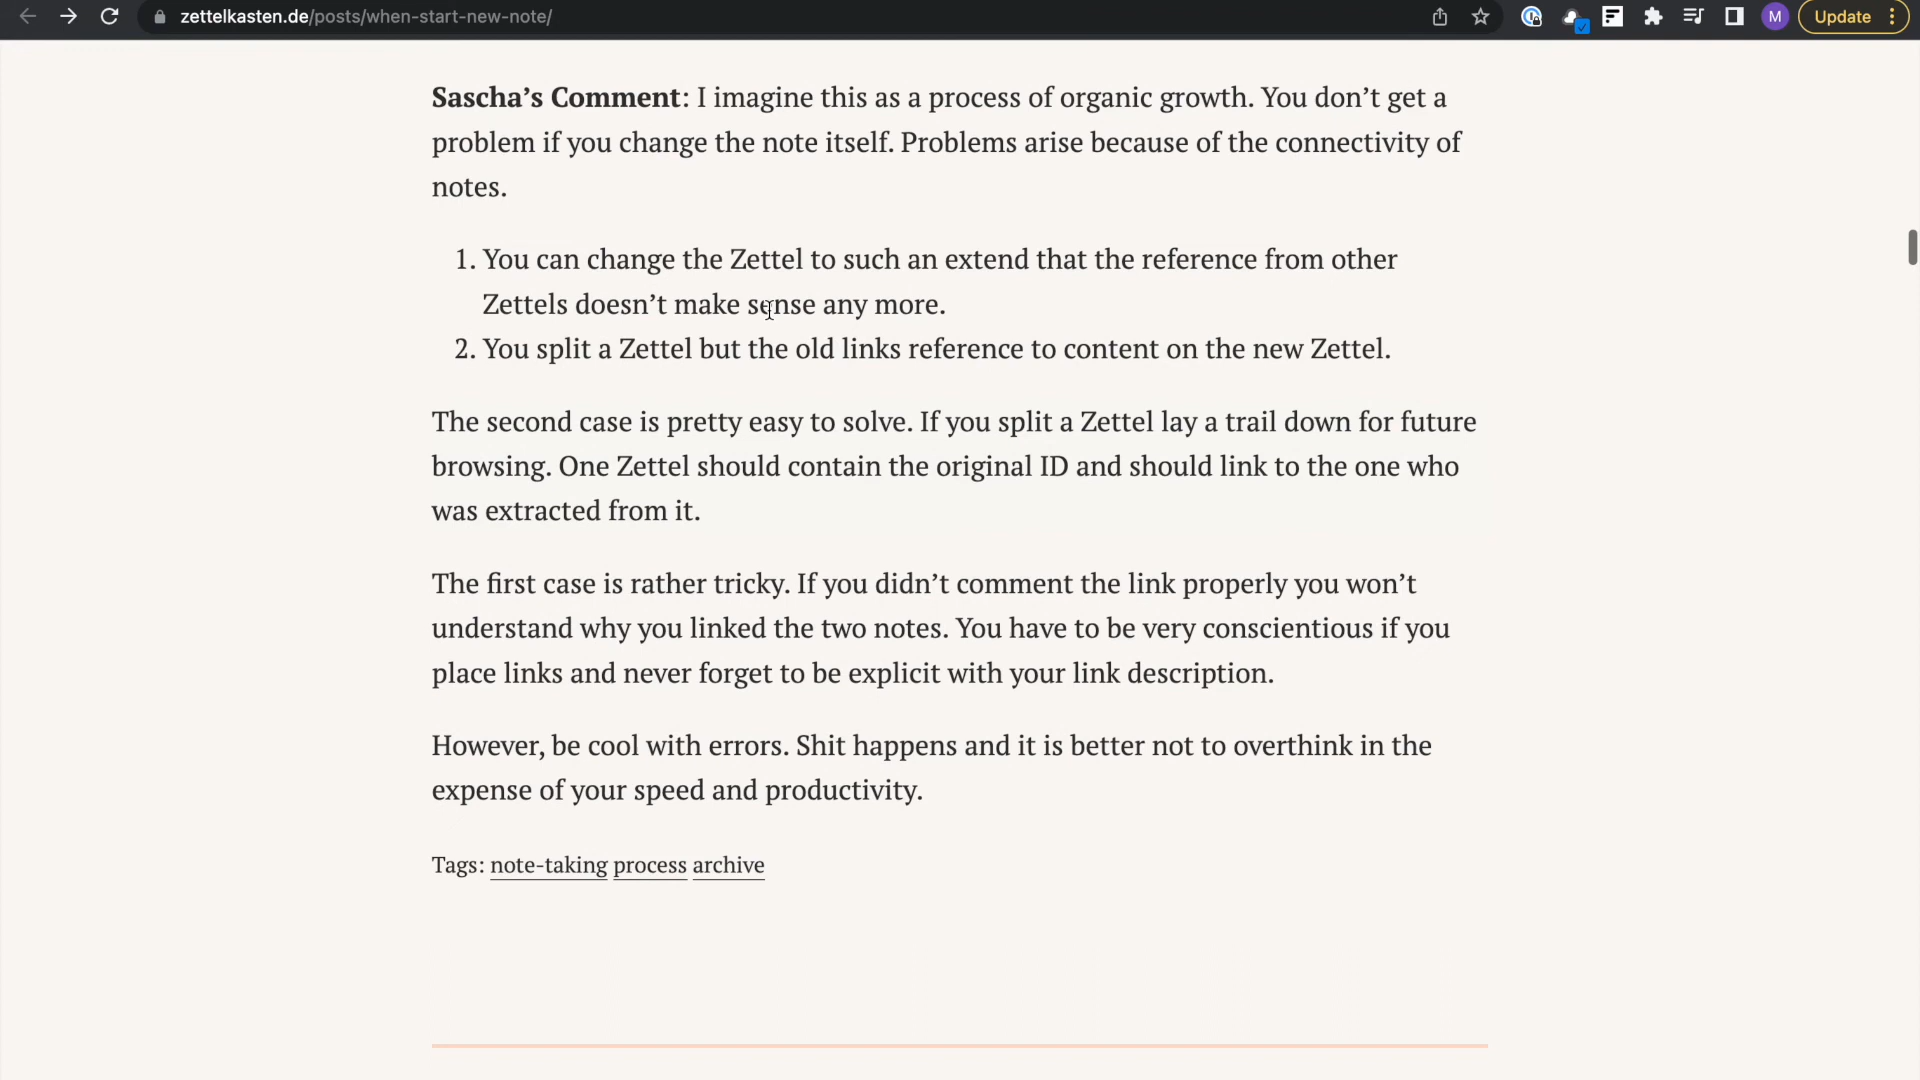 zettelkasten.de/posts/when-start-new-note/
M
Update
Sascha’s Comment: I imagine this as a process of organic growth. You don’t get a
problem if you change the note itself. Problems arise because of the connectivity of
notes.
1. You can change the Zettel to such an extend that the reference from other
Zettels doesn’t make sense any more.
2. You split a Zettel but the old links reference to content on the new Zettel.
The second case is pretty easy to solve. If you split a Zettel lay a trail down for future
browsing. One Zettel should contain the original ID and should link to the one who
was extracted from it.
The first case is rather tricky. If you didn’t comment the link properly you won’t
understand why you linked the two notes. You have to be very conscientious if you
place links and never forget to be explicit with your link description.
However, be cool with errors. Shit happens and it is better not to overthink in the
expense of your speed and productivity.
Tags: note-taking process archive